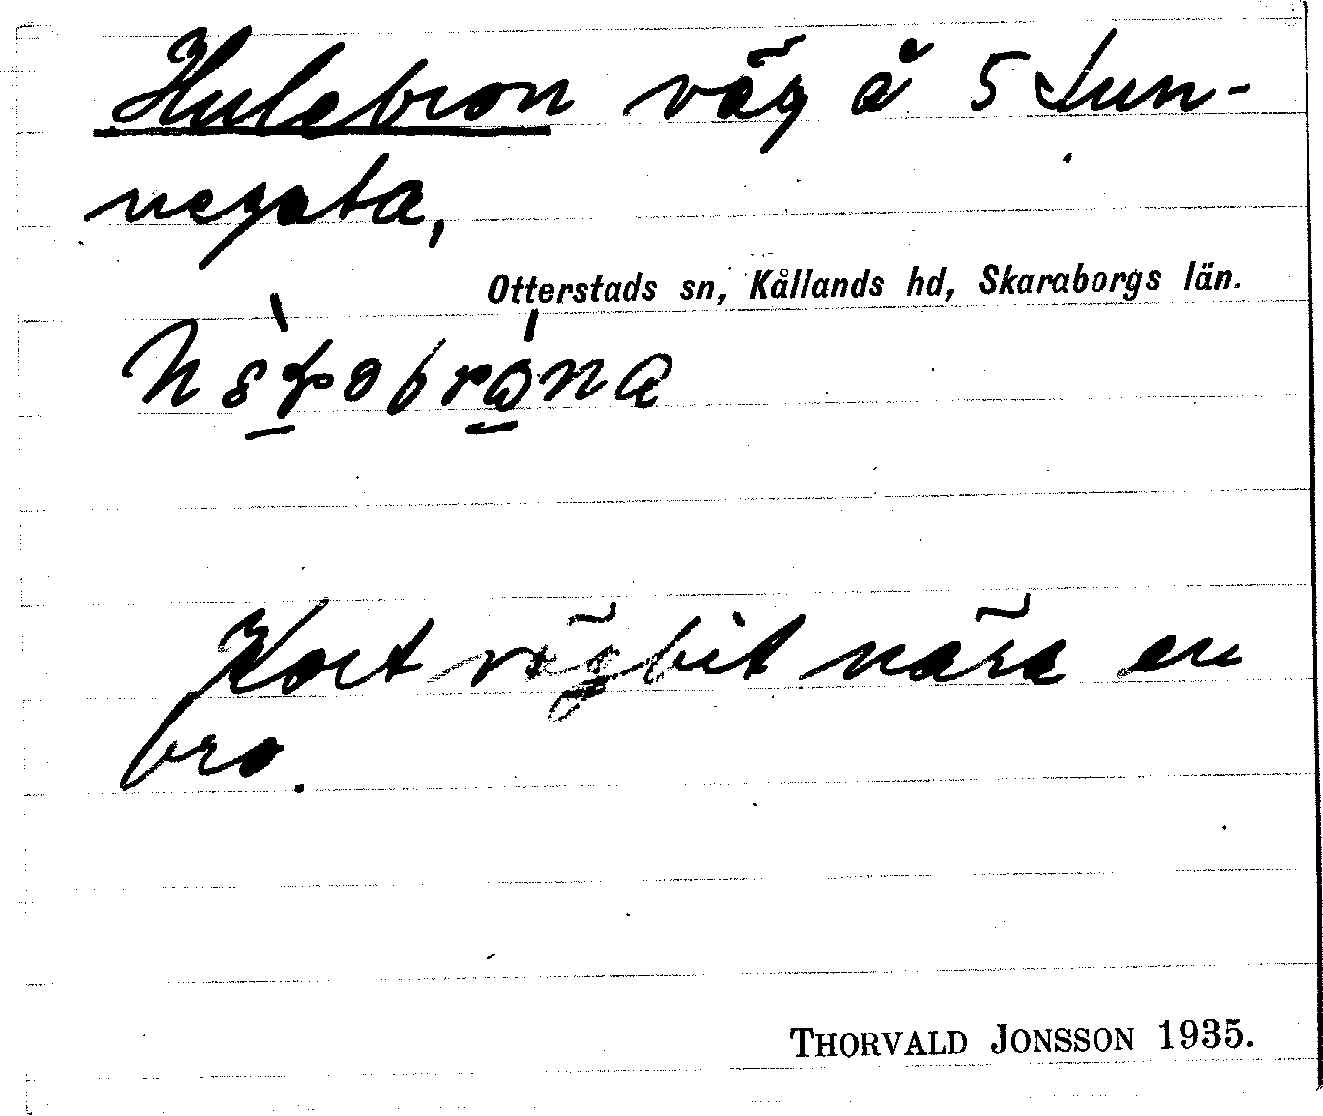 Hulebron väg å 5 Sun-
negata,
Otterstads sn, Kållands hd, Skaraborgs län.
Kort vägbit nära en
bro.
THORVALD JONSSON 1935.